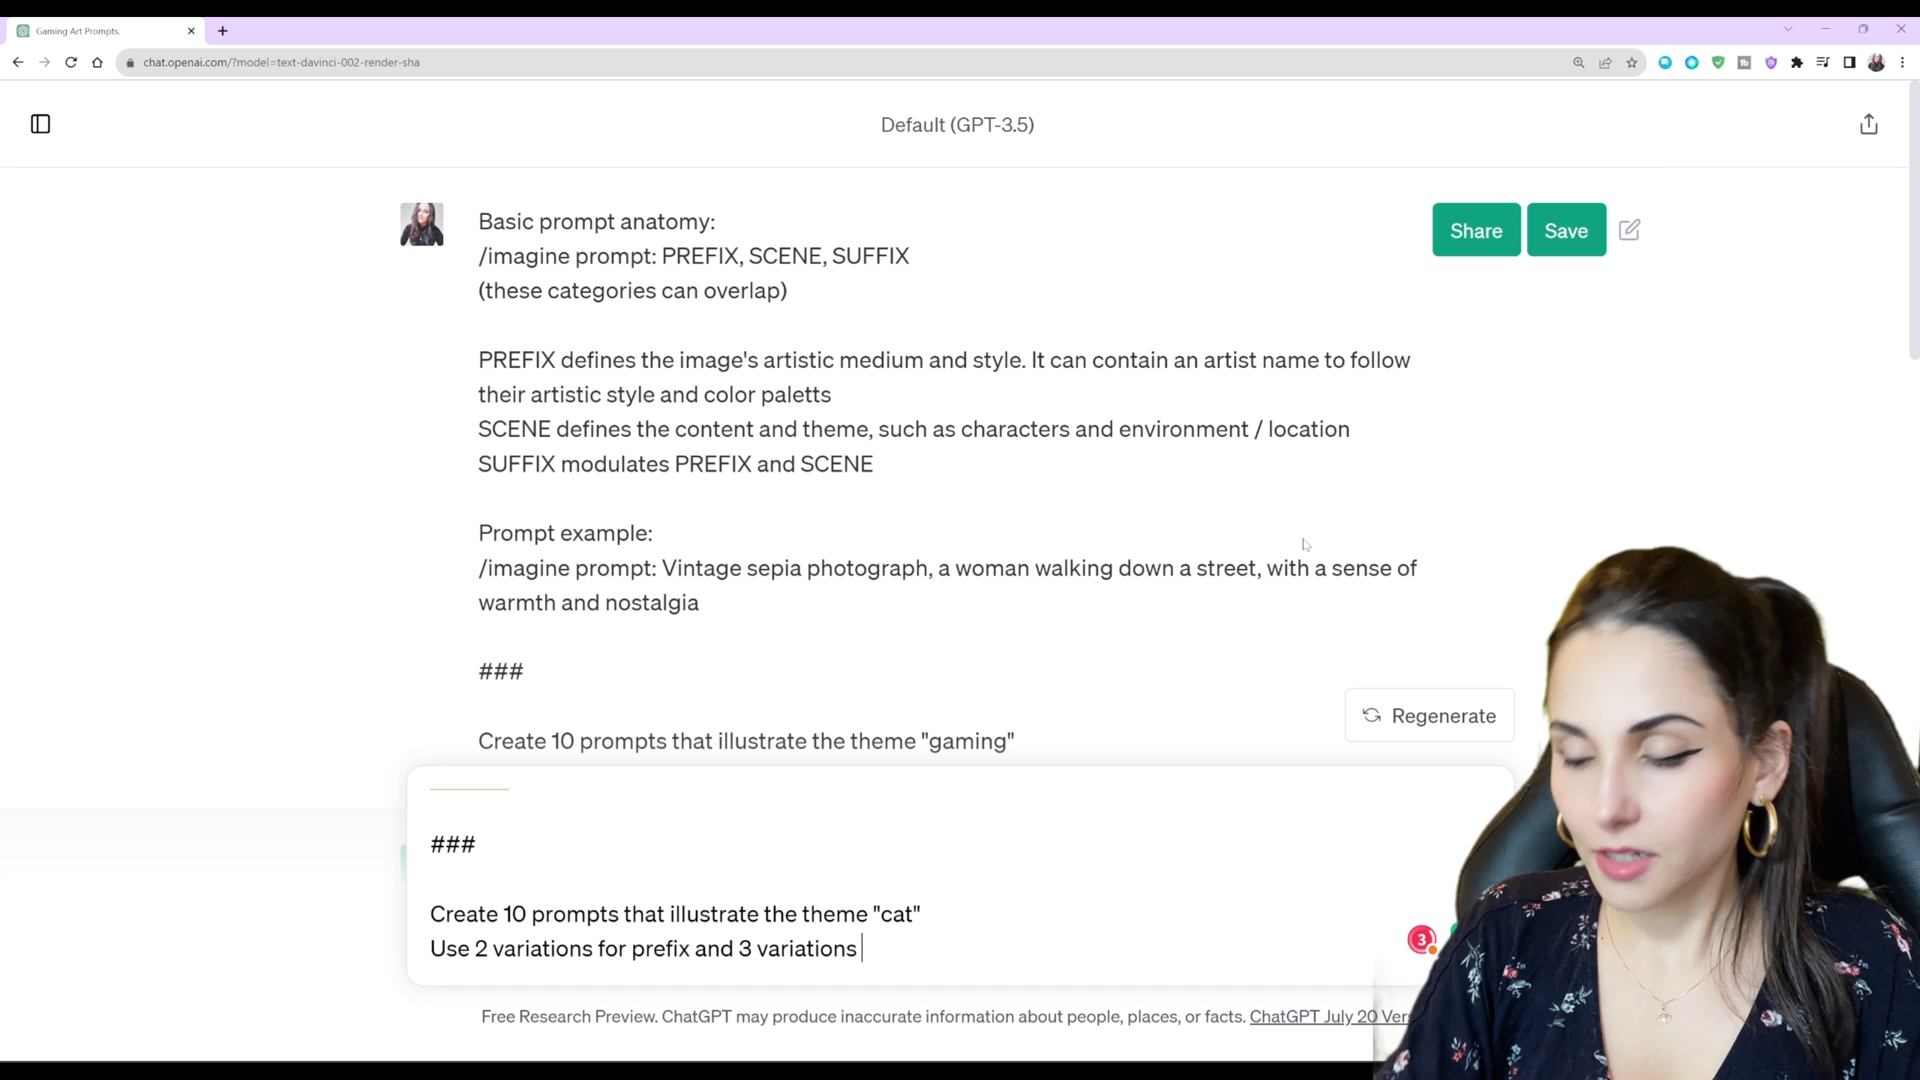 Gaming Art Prompts.
chat.openai.com/?model=text-davinci-002-render-sha
Default (GPT-3.5)
Basic prompt anatomy:
/imagine prompt: PREFIX, SCENE, SUFFIX
(these categories can overlap)
Share
Save
PREFIX defines the image's artistic medium and style. It can contain an artist name to follow
their artistic style and color paletts
SCENE defines the content and theme, such as characters and environment / location
SUFFIX modulates PREFIX and SCENE
Prompt example:
/imagine prompt: Vintage sepia photograph, a woman walking down a street, with a sense of
warmth and nostalgia
###
Regenerate
Create 10 prompts that illustrate the theme "gaming"
###
Create 10 prompts that illustrate the theme "cat"
Use 2 variations for prefix and 3 variations
3
Free Research Preview. ChatGPT may produce inaccurate information about people, places, or facts. ChatGPT July 20 Vers